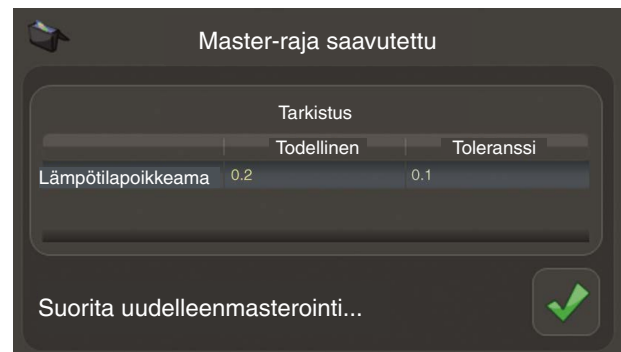 Master-raja saavutettu
Tarkistus
Todellinen Toleranssi
Lämpötilapoikkeama 0.2 0.1
Suorita uudelleenmasterointi...